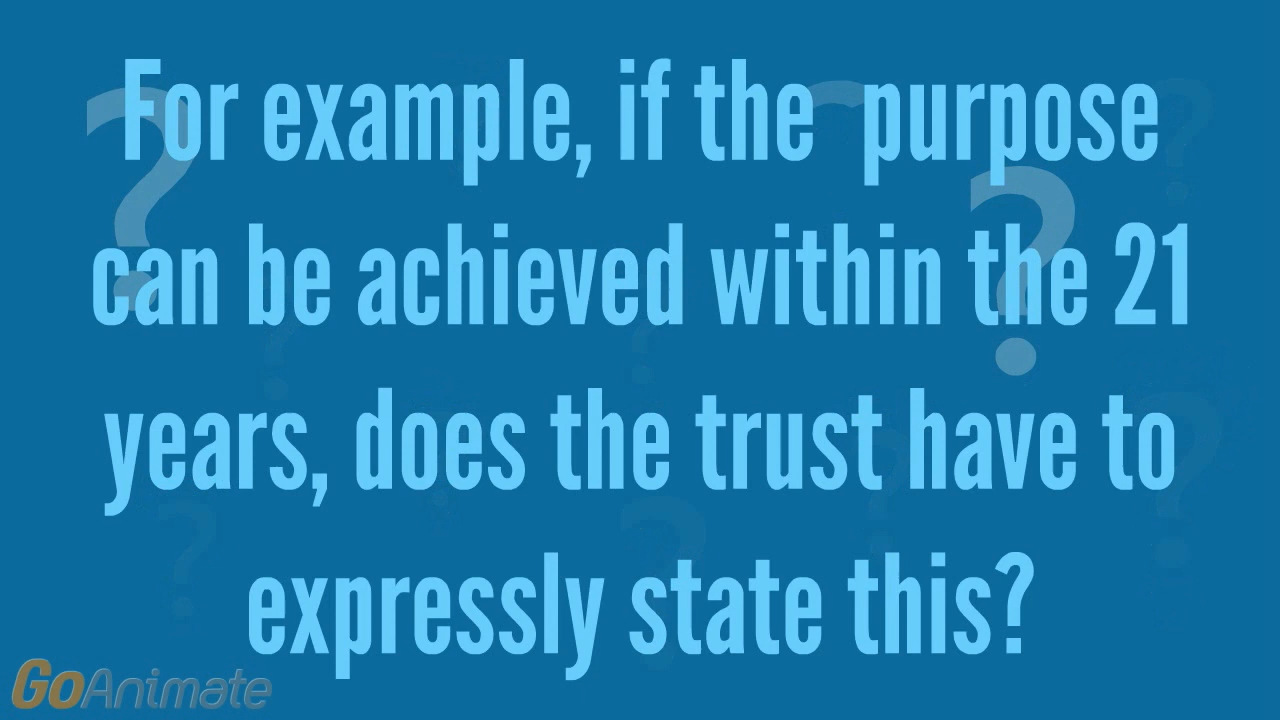 For example, if the purpose
can be achieved within the 21
years, does the trust have to
expressly state this?
GoAnimate